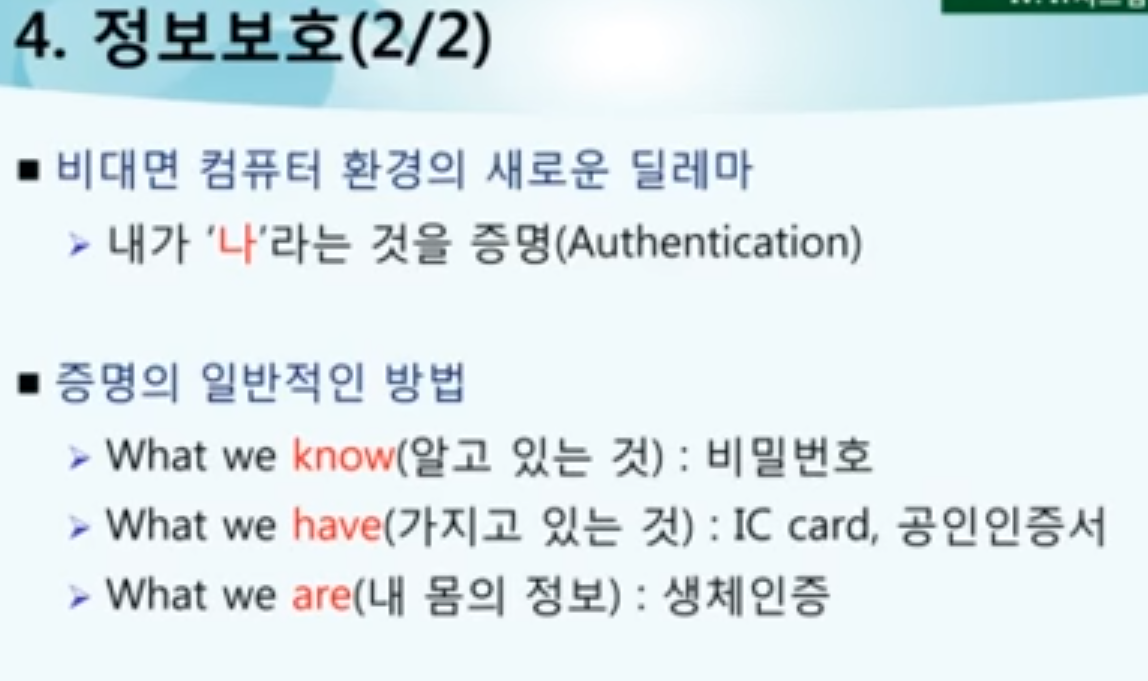 4. 정보보호(2/2)
■ 비대면 컴퓨터 환경의 새로운 딜레마
➢ 내가 '나'라는 것을 증명(Authentication)
■ 증명의 일반적인 방법
➢ What we know(알고 있는 것) : 비밀번호
➢ What we have(가지고 있는 것) : IC card, 공인인증서
➢ What we are(내 몸의 정보) : 생체인증